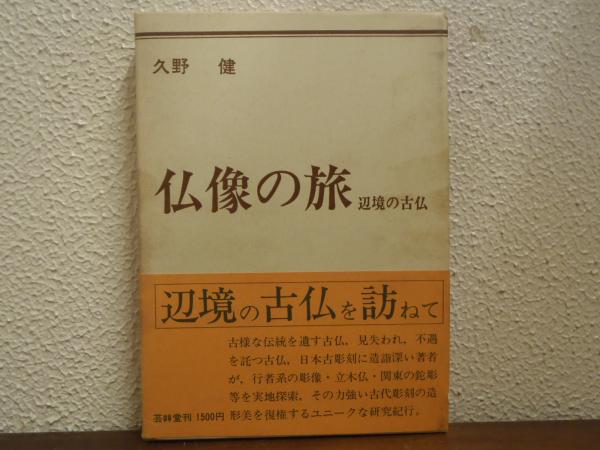 久野 健
仏像の旅 辺境の古仏
辺境の古仏を訪ねて
古様な伝統を遺す古仏，見失われ，不遇
を託つ古仏，日本古彫刻に造詣深い著者
が，行者系の彫像・立木仏・関東の鉈彫
等を実地探索，その力強い古代彫刻の造
形美を復権するユニークな研究紀行。
芸艸堂刊 1500円